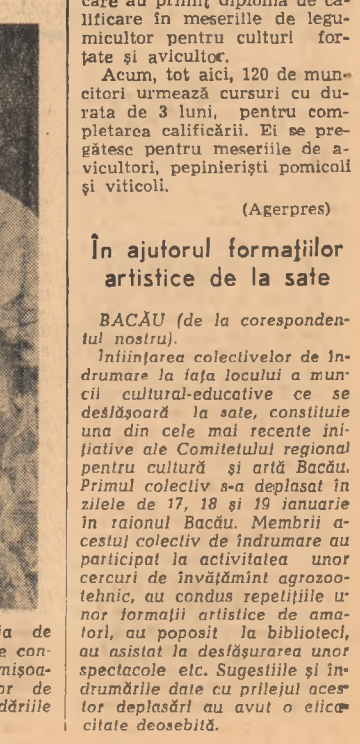 care au primit diploma de ca-
lificare în meseriile de legu-
micultor pentru culturi for-
țate și avicultor.
Acum, tot aici, 120 de mun-
citori urmează cursuri cu du-
rata de 3 luni, pentru com-
pletarea calificării. Ei se pre-
gătesc pentru meseriile de a-
vicultori, pepinieriști pomicoli
și viticoli.
(Agerpres)
În ajutorul formațiilor
artistice de la sate
BACĂU (de la coresponden-
tul nostru).
Înființarea colectivelor de în-
drumare la fața locului a mun-
cii cultural-educative ce se
desfășoară la sate, constituie
una din cele mai recente ini-
țiative ale Comitetului regional
pentru cultură și artă Bacău.
Primul colectiv s-a deplasat în
zilele de 17, 18 și 19 ianuarie
în raionul Bacău. Membrii a-
cestui colectiv de îndrumare au
participat la activitatea unor
cercuri de învățămînt agrozoo-
tehnic, au condus repetițiile u-
nor formații artistice de ama-
tori, au poposit la biblioteci,
au asistat la desfășurarea unor
spectacole etc. Sugestiile și în-
drumările date cu prilejul aces-
tor deplasări au avut o efica-
citate deosebită.
de
con-
mișoa-
de